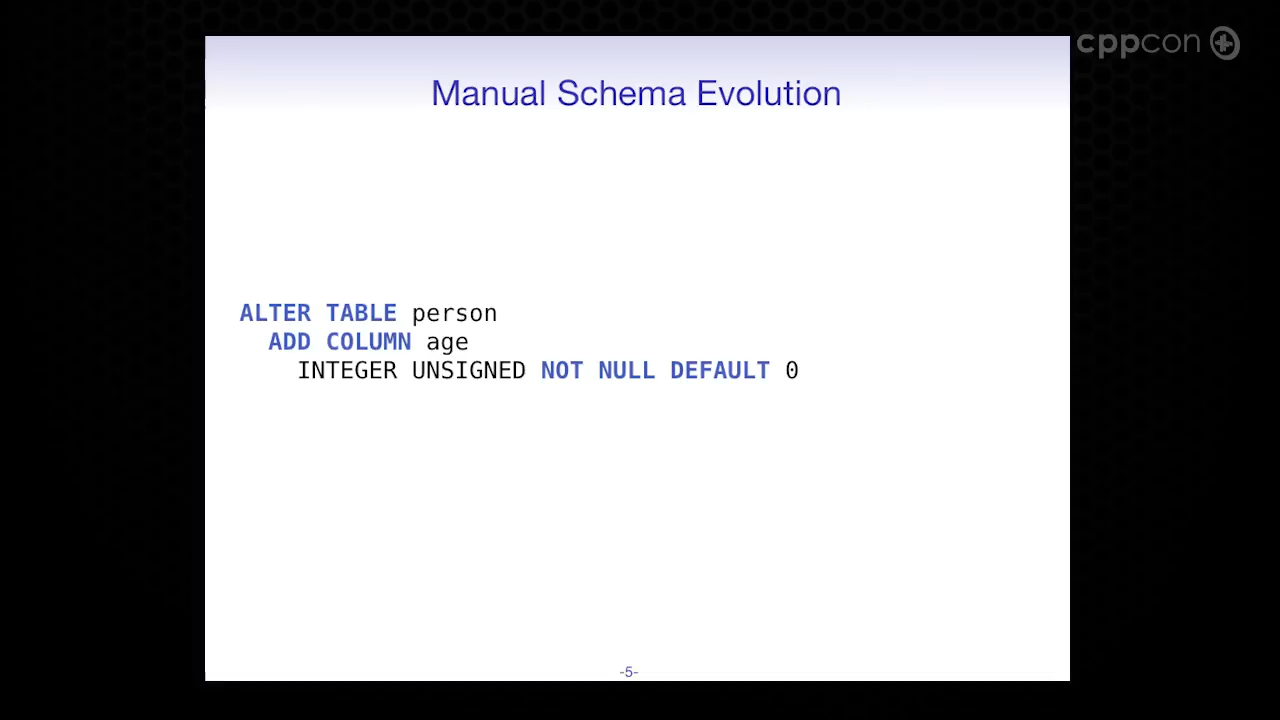 cppcon
Manual Schema Evolution
ALTER TABLE person
ADD COLUMN age
INTEGER UNSIGNED NOT NULL DEFAULT 0
-5-